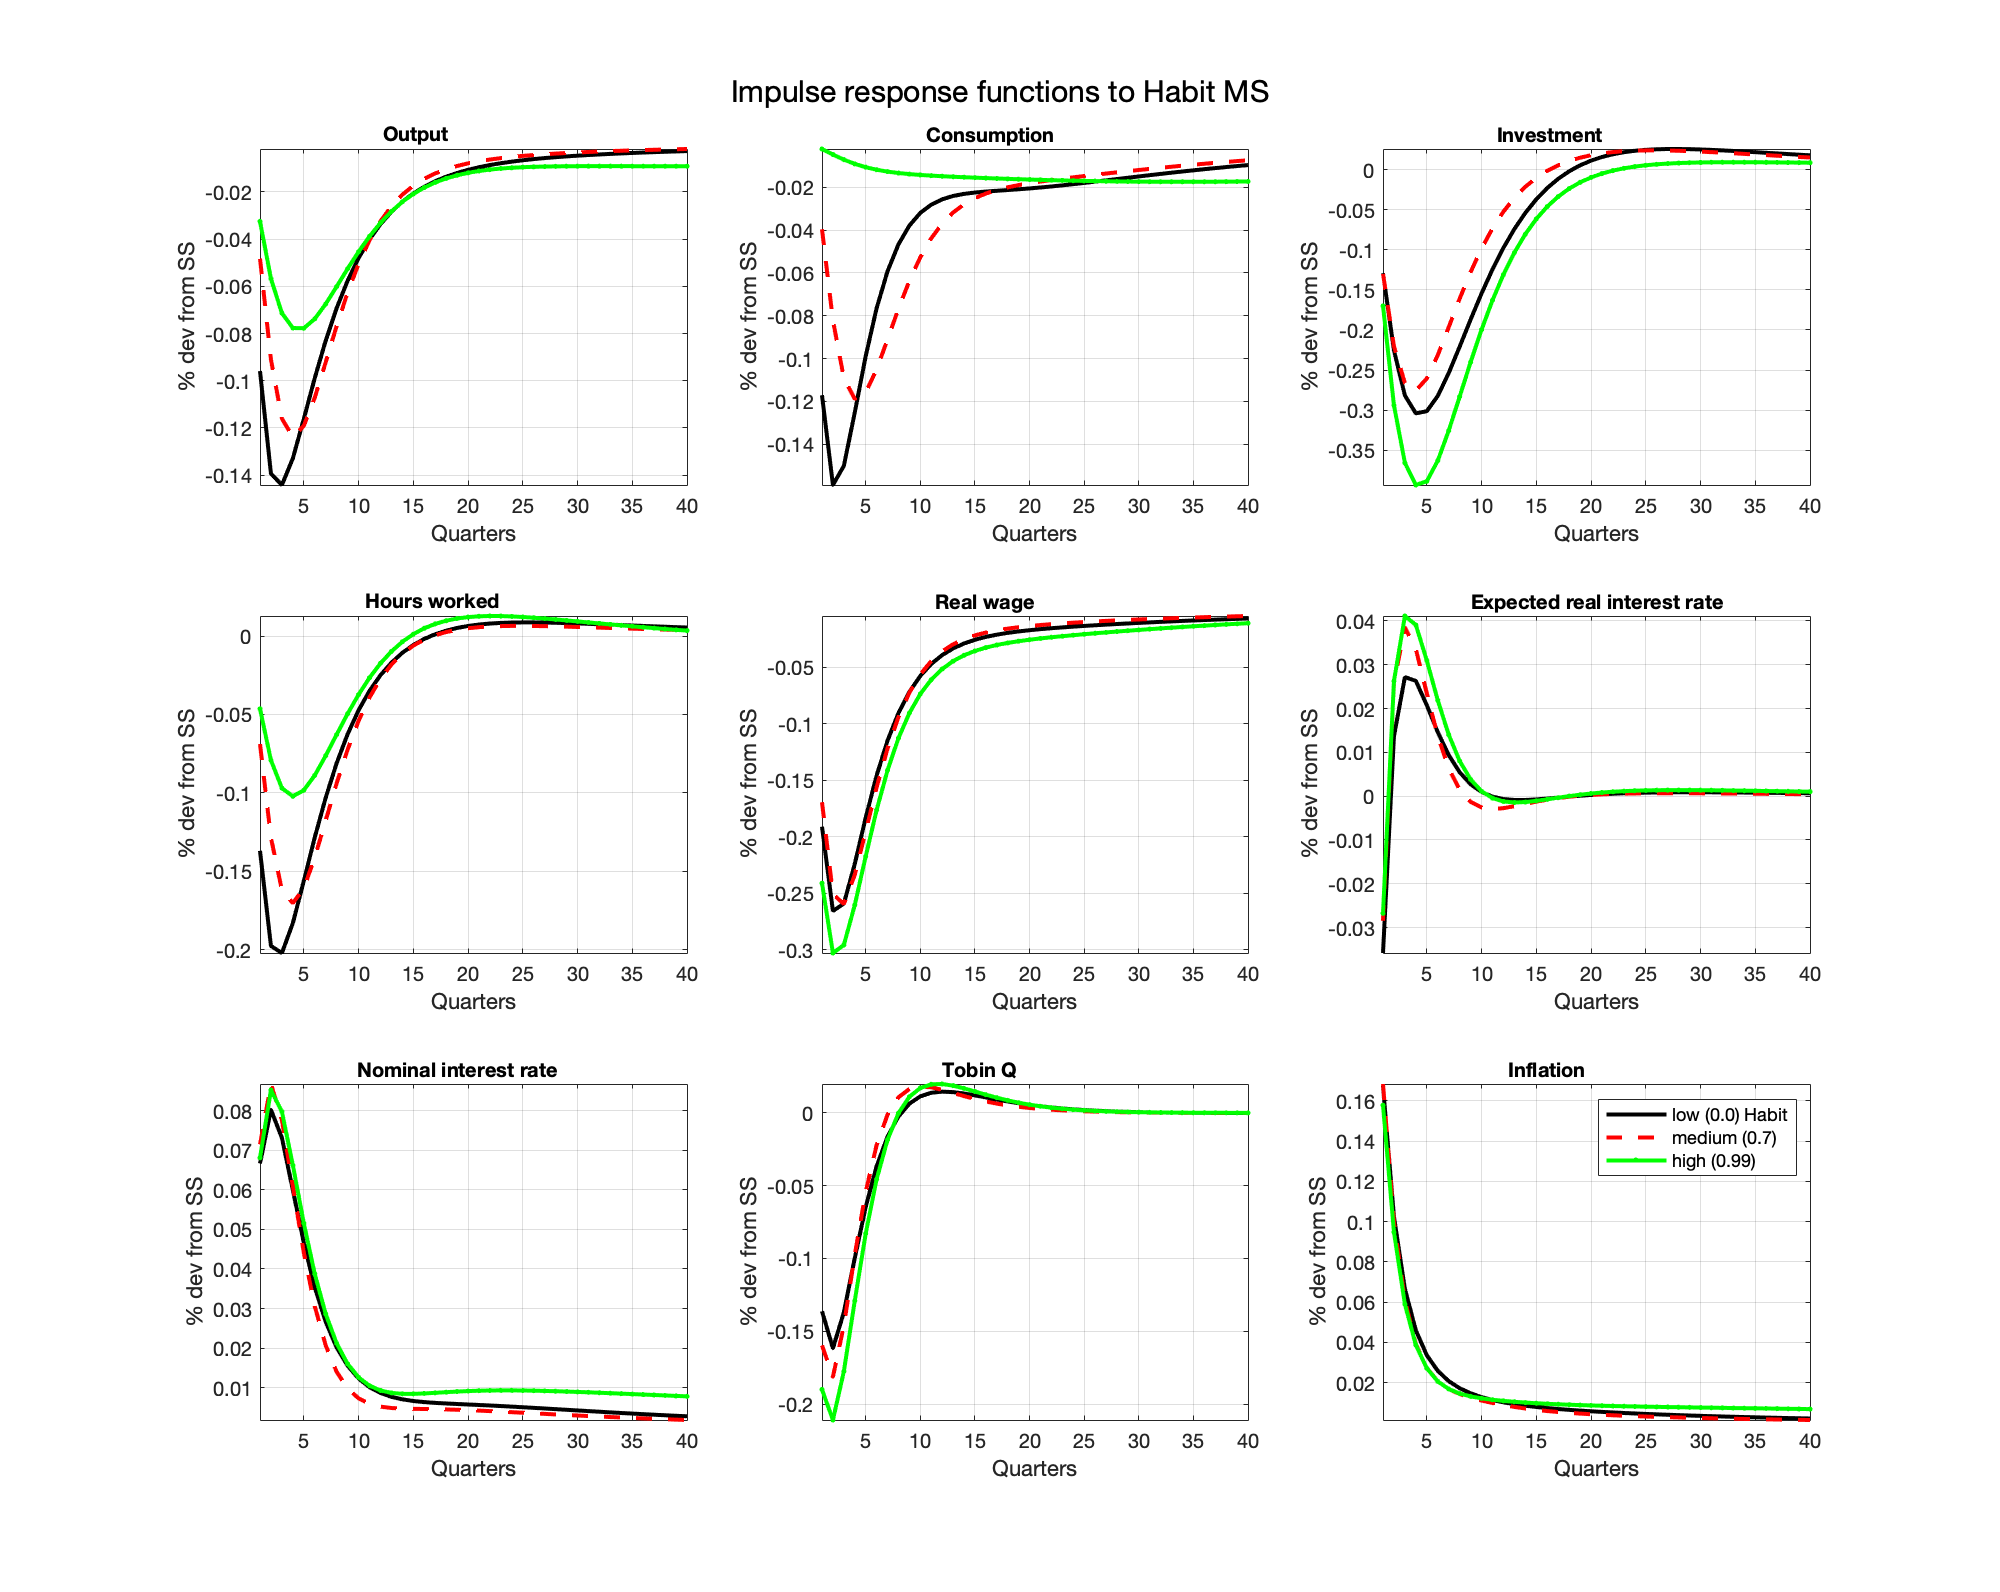 Impulse response functions to Habit MS
Output
% dev from SS
-0.02
-0.04
-0.06
-0.08
-0.1
-0.12
-0.14
5 10 15 20 25 30 35 40
Quarters
Consumption
% dev from SS
-0.02
-0.04
-0.06
-0.08
-0.1
-0.12
-0.14
5 10 15 20 25 30 35 40
Quarters
Investment
% dev from SS
0
-0.05
-0.1
-0.15
-0.2
-0.25
-0.3
-0.35
5 10 15 20 25 30 35 40
Quarters
Hours worked
% dev from SS
0
-0.05
-0.1
-0.15
-0.2
5 10 15 20 25 30 35 40
Quarters
Real wage
% dev from SS
-0.05
-0.1
-0.15
-0.2
-0.25
-0.3
5 10 15 20 25 30 35 40
Quarters
Expected real interest rate
% dev from SS
0.04
0.03
0.02
0.01
0
-0.01
-0.02
-0.03
5 10 15 20 25 30 35 40
Quarters
Nominal interest rate
% dev from SS
0.08
0.07
0.06
0.05
0.04
0.03
0.02
0.01
5 10 15 20 25 30 35 40
Quarters
Tobin Q
% dev from SS
0
-0.05
-0.1
-0.15
-0.2
5 10 15 20 25 30 35 40
Quarters
Inflation
% dev from SS
0.16
0.14
0.12
0.1
0.08
0.06
0.04
0.02
low (0.0) Habit
medium (0.7)
high (0.99)
5 10 15 20 25 30 35 40
Quarters